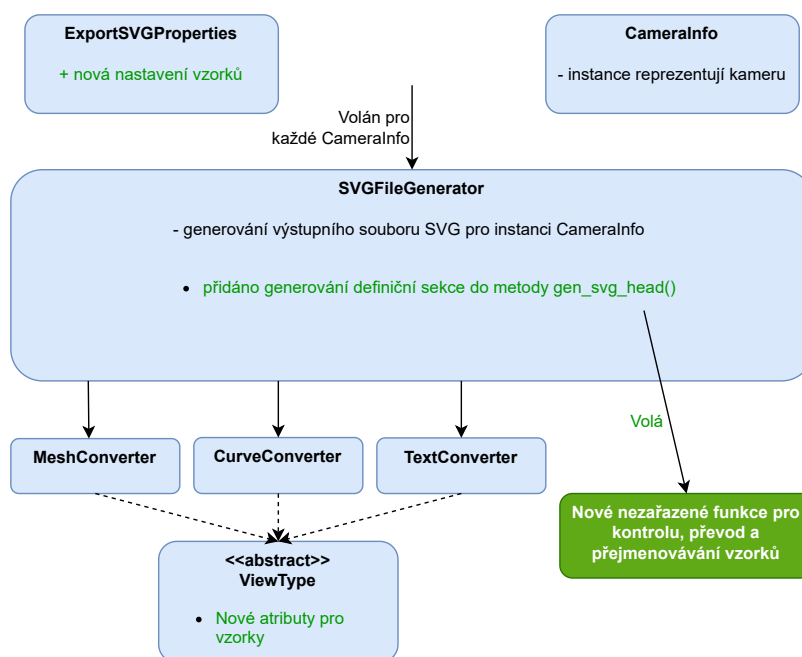 ExportSVGProperties
+ nová nastavení vzorků
CameraInfo
- instance reprezentují kameru
Volán pro
každé CameraInfo
SVGFileGenerator
- generování výstupního souboru SVG pro instanci CameraInfo
• přidáno generování definiční sekce do metody gen_svg_head()
Volá
MeshConverter
CurveConverter
TextConverter
Nové nezařazené funkce pro
kontrolu, převod a
přejmenovávání vzorků
<<abstract>>
ViewType
• Nové atributy pro
vzorky